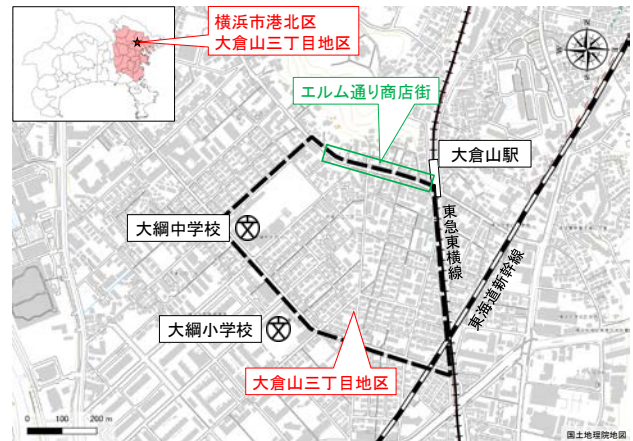 横浜市港北区
大倉山三丁目地区
エルム通り商店街
大倉山駅
東急東横線
東海道新幹線
大綱中学校
文
大綱小学校
文
大倉山三丁目地区
0 100 200 m
国土地理院地図